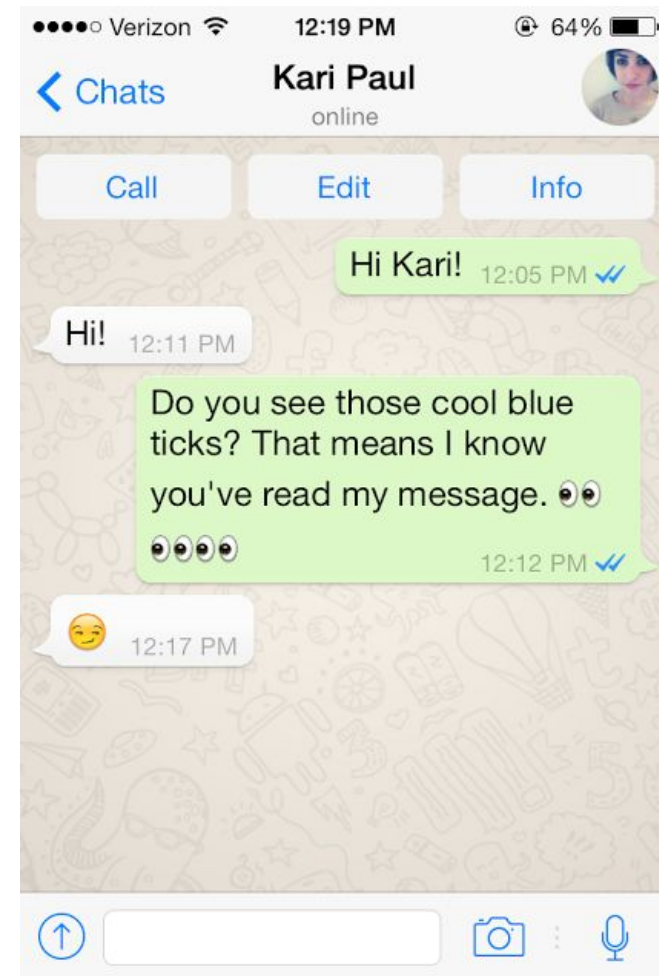 Verizon 12:19 PM 64%
Chats Kari Paul
online
Call Edit Info
Hi Kari! 12:05 PM
Hi! 12:11 PM
Do you see those cool blue
ticks? That means I know
you've read my message. 👀
👀👀
12:12 PM
😏 12:17 PM